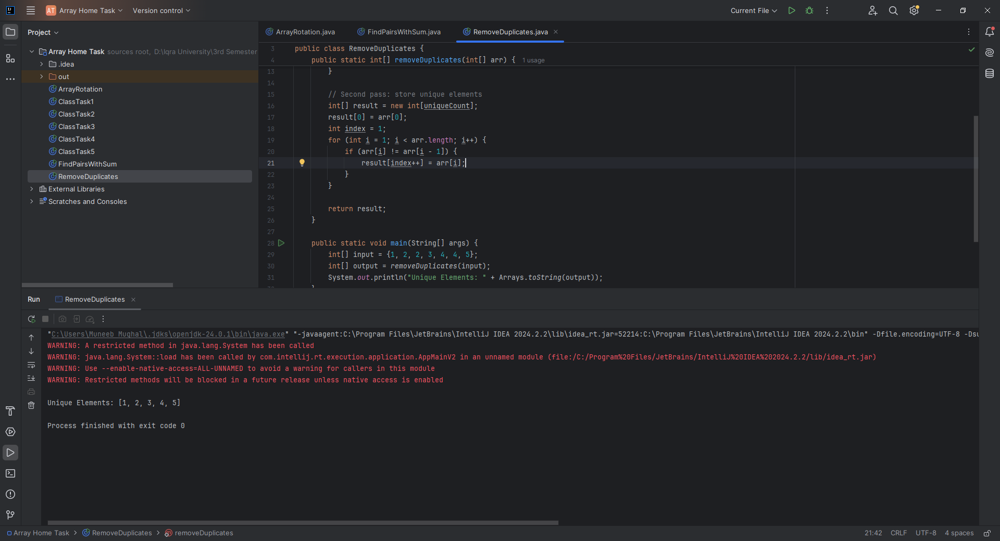 AT Array Home Task Version control Current File
Project
Array Home Task sources root, D:\Iqra University\3rd Semester
.idea
out
ArrayRotation
ClassTask1
ClassTask2
ClassTask3
ClassTask4
ClassTask5
FindPairsWithSum
RemoveDuplicates
External Libraries
Scratches and Consoles
ArrayRotation.java FindPairsWithSum.java RemoveDuplicates.java
3 public class RemoveDuplicates {
4 public static int[] removeDuplicates(int[] arr) { 1 usage
13 }
14
15 // Second pass: store unique elements
16 int[] result = new int[uniqueCount];
17 result[0] = arr[0];
18 int index = 1;
19 for (int i = 1; i < arr.length; i++) {
20 if (arr[i] != arr[i - 1]) {
21 result[index++] = arr[i];
22 }
23 }
24
25 return result;
26 }
27
28 public static void main(String[] args) {
29 int[] input = {1, 2, 2, 3, 4, 4, 5};
30 int[] output = removeDuplicates(input);
31 System.out.println("Unique Elements: " + Arrays.toString(output));
Run RemoveDuplicates
"C:\Users\Muneeb Mughal\.jdks\openjdk-24.0.1\bin\java.exe" "-javaagent:C:\Program Files\JetBrains\IntelliJ IDEA 2024.2.2\lib\idea_rt.jar=52214:C:\Program Files\JetBrains\IntelliJ IDEA 2024.2.2\bin" -Dfile.encoding=UTF-8
WARNING: A restricted method in java.lang.System has been called
WARNING: java.lang.System::load has been called by com.intellij.rt.execution.application.AppMainV2 in an unnamed module (file:/C:/Program%20Files/JetBrains/IntelliJ%20IDEA%202024.2.2/lib/idea_rt.jar)
WARNING: Use --enable-native-access=ALL-UNNAMED to avoid a warning for callers in this module
WARNING: Restricted methods will be blocked in a future release unless native access is enabled
Unique Elements: [1, 2, 3, 4, 5]
Process finished with exit code 0
Array Home Task > RemoveDuplicates > removeDuplicates 21:42 CRLF UTF-8 4 spaces